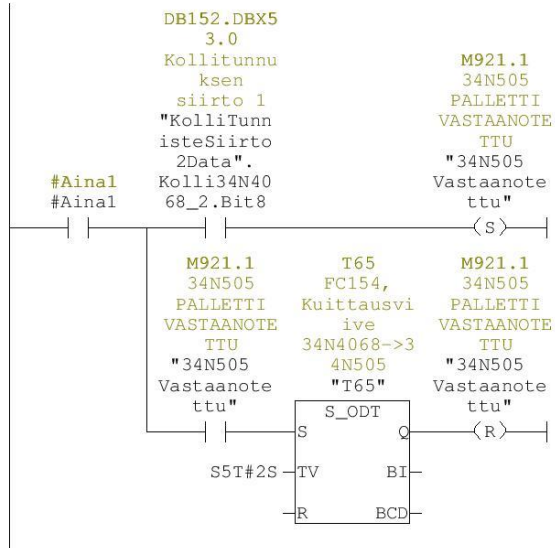 DB152.DBX5
3.0
Kollitunnu
ksen
siirto 1
"KolliTunn
isteSiirto
2Data".
Kolli34N40
68_2.Bit8
M921.1
34N505
PALLETTI
VASTAANOTE
TTU
"34N505
Vastaanote
ttu"
#Aina1
#Aina1
(S)
M921.1
34N505
PALLETTI
VASTAANOTE
TTU
"34N505
Vastaanote
ttu"
T65
FC154,
Kuittausvi
ive
34N4068->3
4N505
"T65"
M921.1
34N505
PALLETTI
VASTAANOTE
TTU
"34N505
Vastaanote
ttu"
S_ODT
S
Q
(R)
S5T#2S
TV
BI
R
BCD